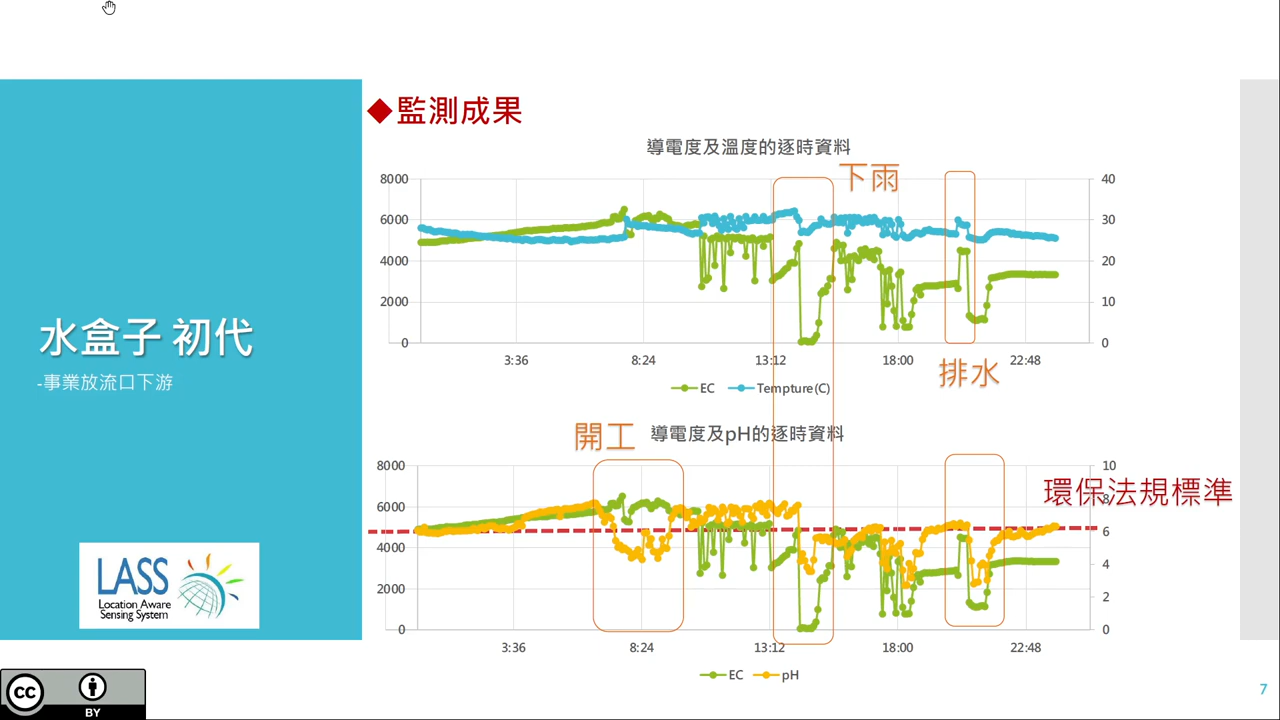 ◆監測成果
導電度及溫度的逐時資料
下雨
8000
6000
4000
2000
0
40
30
20
10
0
3:36
8:24
13:12
18:00
22:48
EC
Tempture(C)
排水
水盒子 初代
-事業放流口下游
開工
導電度及pH的逐時資料
環保法規標準
8000
6000
4000
2000
0
10
8
6
4
2
0
3:36
8:24
13:12
18:00
22:48
EC
pH
LASS
Location Aware
Sensing System
cc
BY
7